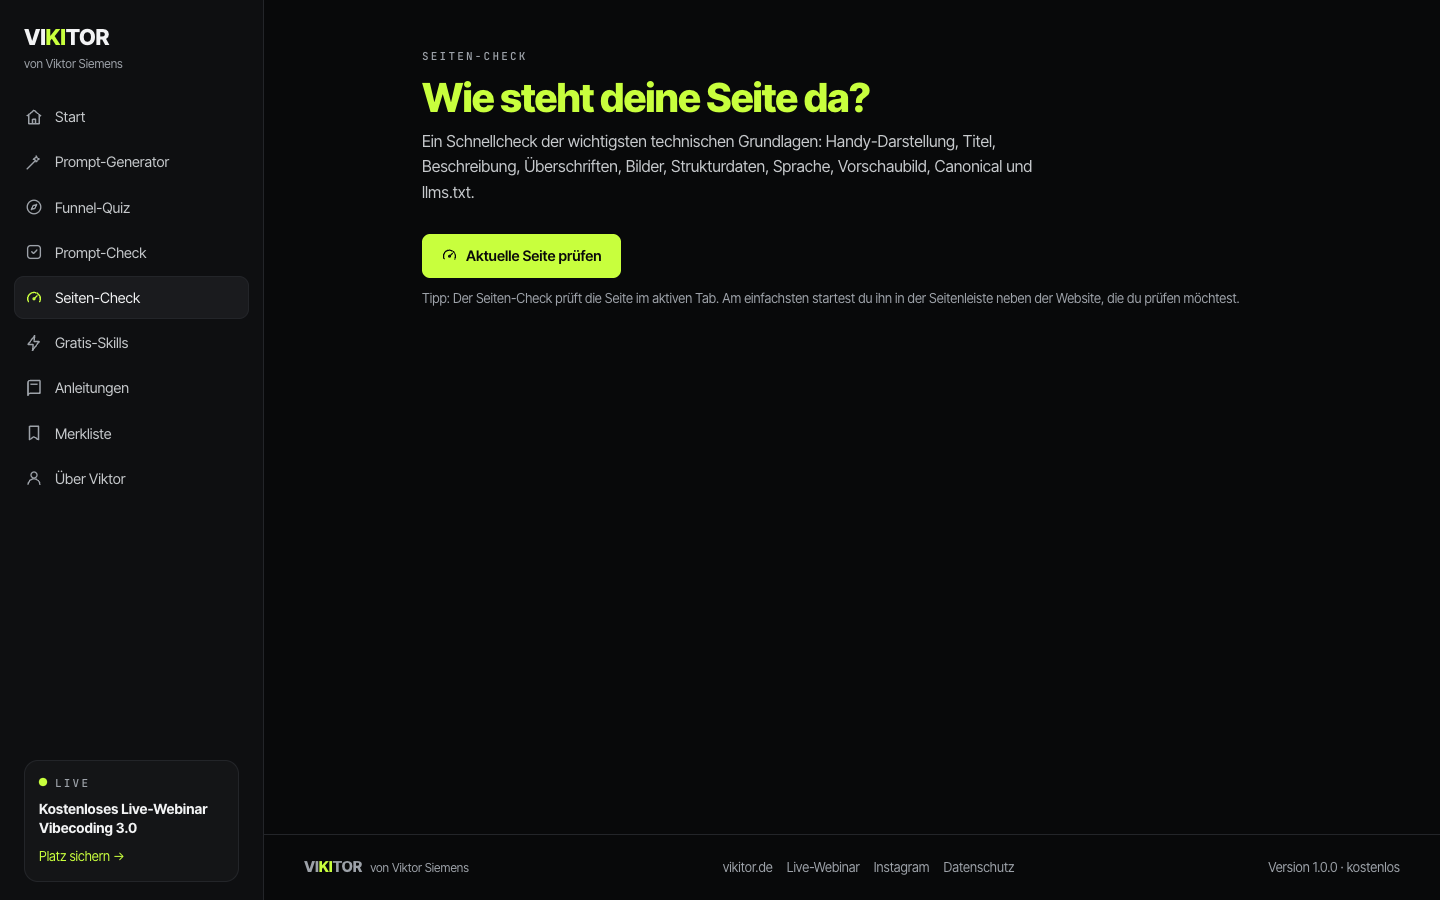 VIKITOR
von Viktor Siemens
Start
Prompt-Generator
Funnel-Quiz
Prompt-Check
Seiten-Check
Gratis-Skills
Anleitungen
Merkliste
Über Viktor
LIVE
Kostenloses Live-Webinar
Vibecoding 3.0
Platz sichern →
SEITEN-CHECK
Wie steht deine Seite da?
Ein Schnellcheck der wichtigsten technischen Grundlagen: Handy-Darstellung, Titel,
Beschreibung, Überschriften, Bilder, Strukturdaten, Sprache, Vorschaubild, Canonical und
llms.txt.
Aktuelle Seite prüfen
Tipp: Der Seiten-Check prüft die Seite im aktiven Tab. Am einfachsten startest du ihn in der Seitenleiste neben der Website, die du prüfen möchtest.
VIKITOR von Viktor Siemens
vikitor.de Live-Webinar Instagram Datenschutz
Version 1.0.0 · kostenlos